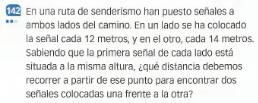 142 En una ruta de senderismo han puesto señales a
ambos lados del camino. En un lado se ha colocado
la señal cada 12 metros, y en el otro, cada 14 metros.
Sabiendo que la primera señal de cada lado está
situada a la misma altura, ¿qué distancia debemos
recorrer a partir de ese punto para encontrar dos
señales colocadas una frente a la otra?